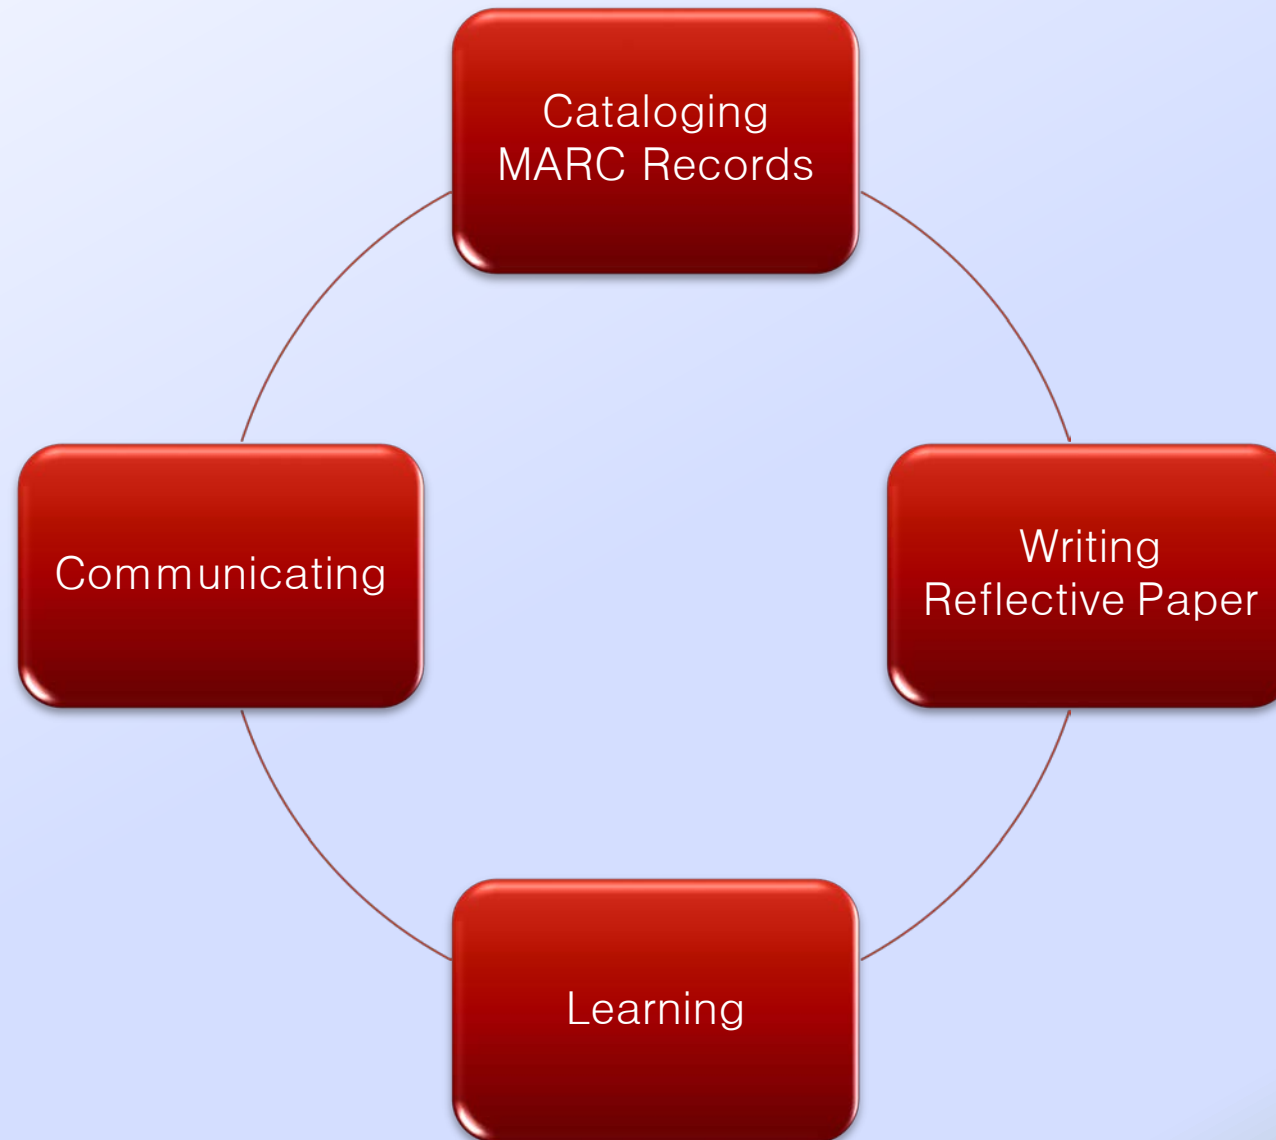 Cataloging
MARC Records
Communicating
Writing
Reflective Paper
Learning